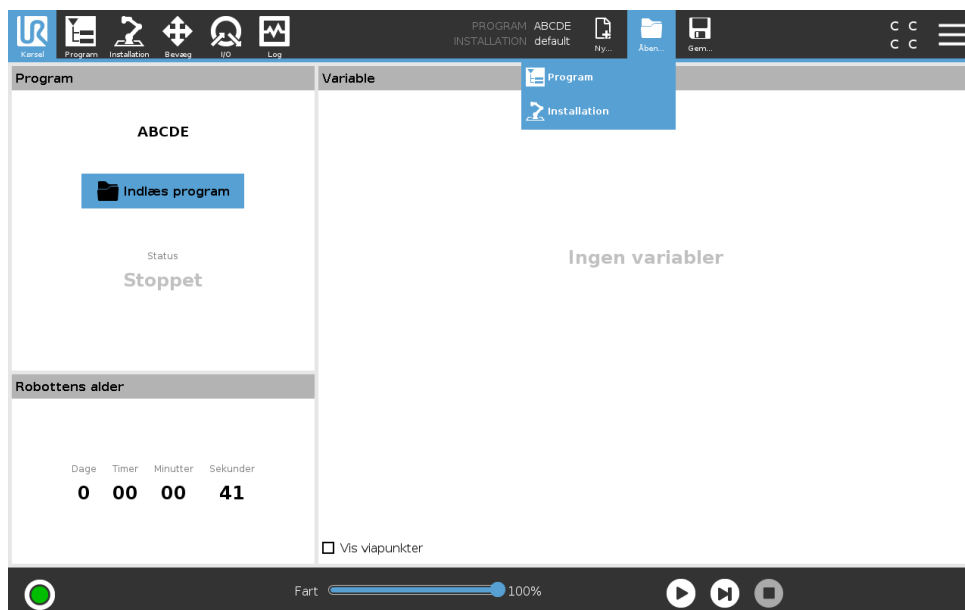 PROGRAM ABCDE
INSTALLATION default
Kørsel Program Installation Bevæg I/O Log Ny... Åben... Gem...
C C
C C
Program
Variable
Program
Installation
ABCDE
Indlæs program
Status
Stoppet
Ingen variabler
Robottens alder
Dage Timer Minutter Sekunder
0 00 00 41
Vis viapunkter
Fart 100%